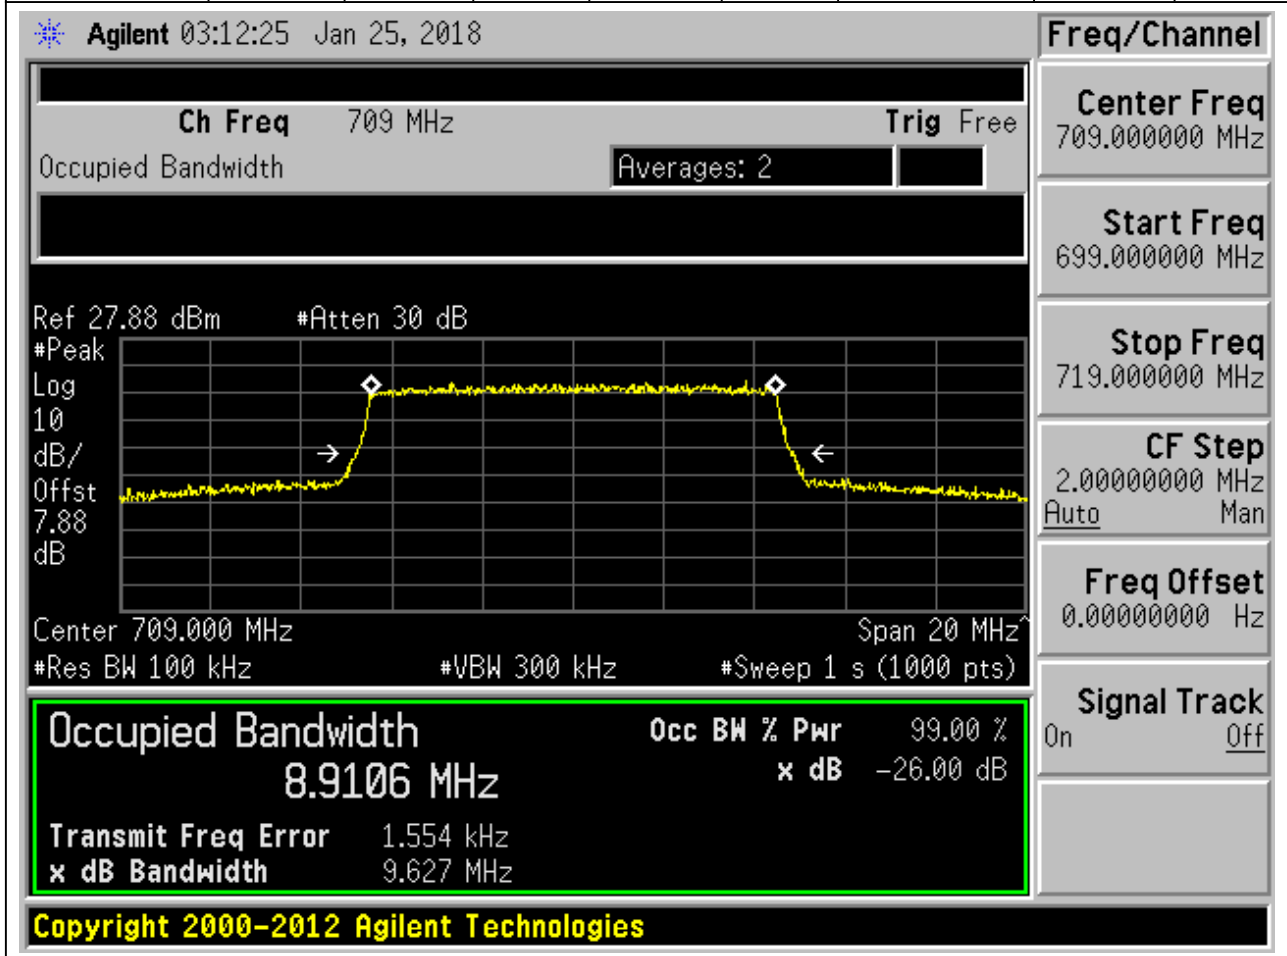 Agilent 03:12:25 Jan 25, 2018
Freq/Channel
Ch Freq 709 MHz Trig Free
Occupied Bandwidth Averages: 2
Center Freq
709.000000 MHz
Start Freq
699.000000 MHz
Stop Freq
719.000000 MHz
CF Step
2.00000000 MHz
Auto Man
Freq Offset
0.00000000 Hz
Signal Track
On Off
Ref 27.88 dBm #Atten 30 dB
#Peak
Log
10
dB/
Offst
7.88
dB
Center 709.000 MHz Span 20 MHz^
#Res BW 100 kHz #VBW 300 kHz #Sweep 1 s (1000 pts)
Occupied Bandwidth Occ BW % Pwr 99.00 %
8.9106 MHz x dB -26.00 dB
Transmit Freq Error 1.554 kHz
x dB Bandwidth 9.627 MHz
Copyright 2000-2012 Agilent Technologies